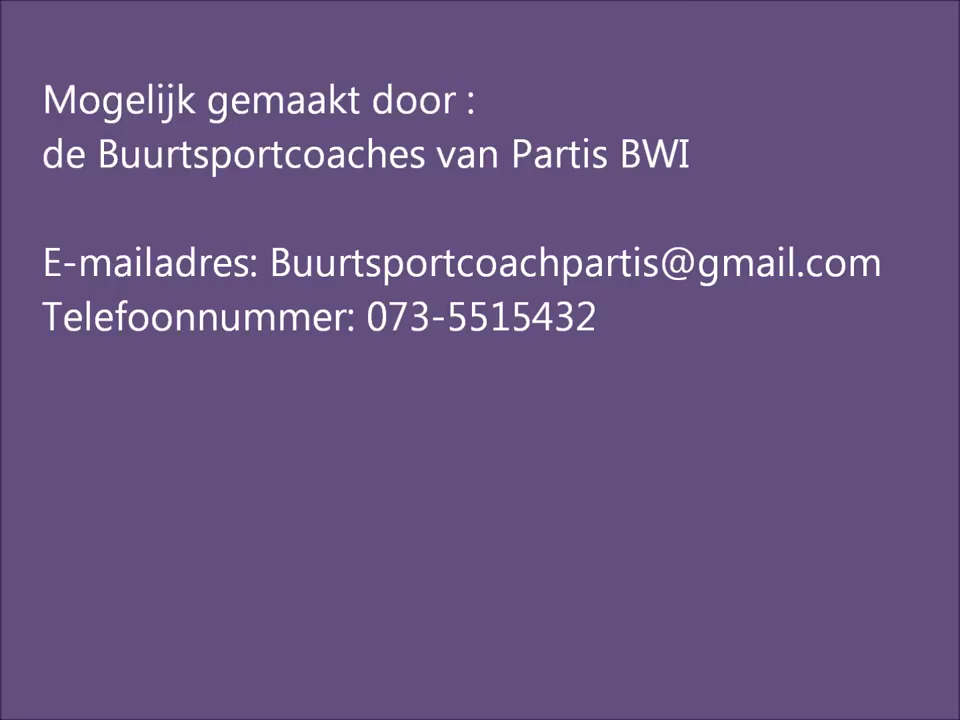 Mogelijk gemaakt door :
de Buurtsportcoaches van Partis BWI
E-mailadres: Buurtsportcoachpartis@gmail.com
Telefoonnummer: 073-5515432